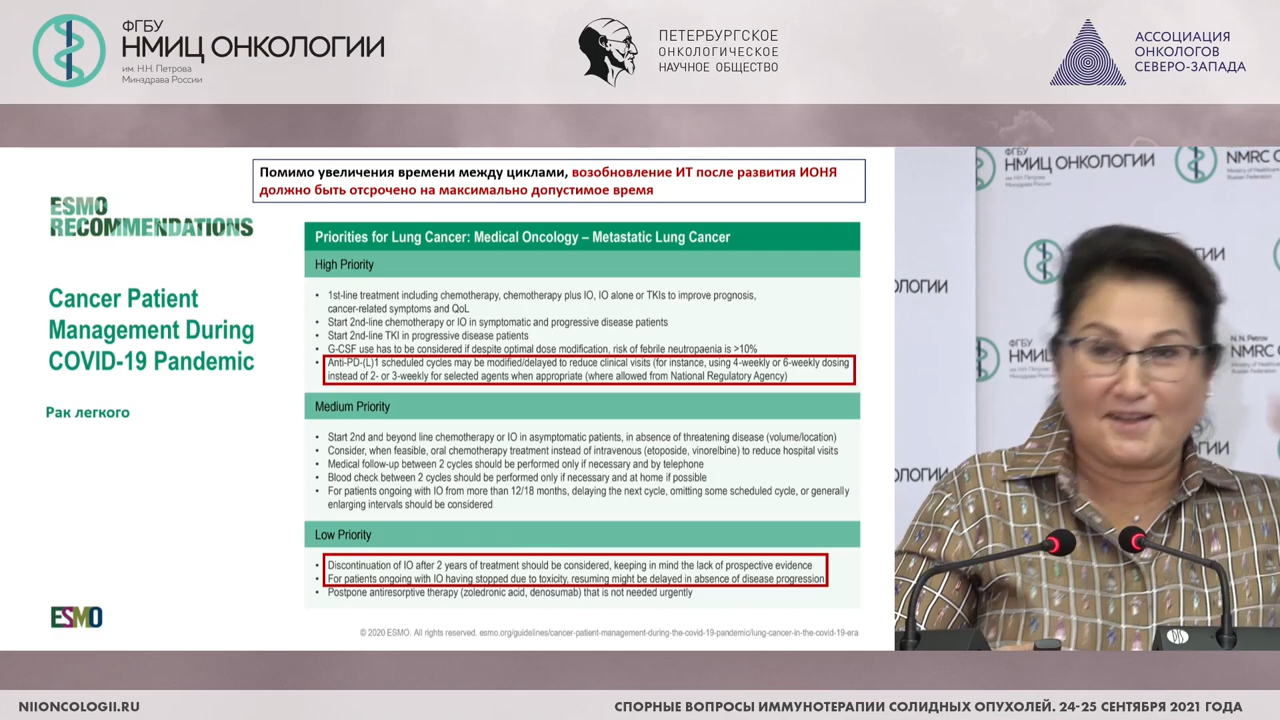 ФГБУ
НМИЦ ОНКОЛОГИИ
им. Н.Н. Петрова
Минздрава России
ПЕТЕРБУРГСКОЕ
ОНКОЛОГИЧЕСКОЕ
НАУЧНОЕ ОБЩЕСТВО
АССОЦИАЦИЯ
ОНКОЛОГОВ
СЕВЕРО-ЗАПАДА
Помимо увеличения времени между циклами, возобновление ИТ после развития ИОНЯ
должно быть отсрочено на максимально допустимое время
ESMO
RECOMMENDATIONS
Cancer Patient
Management During
COVID-19 Pandemic
Рак легкого
Priorities for Lung Cancer: Medical Oncology – Metastatic Lung Cancer
High Priority
• 1st-line treatment including chemotherapy, chemotherapy plus IO, IO alone or TKIs to improve prognosis,
cancer-related symptoms and QoL
• Start 2nd-line chemotherapy or IO in symptomatic and progressive disease patients
• Start 2nd-line TKI in progressive disease patients
• G-CSF use has to be considered if despite optimal dose modification, risk of febrile neutropaenia is >10%
• Anti-PD-(L)1 scheduled cycles may be modified/delayed to reduce clinical visits (for instance, using 4-weekly or 6-weekly dosing
instead of 2- or 3-weekly for selected agents when appropriate (where allowed from National Regulatory Agency)
Medium Priority
• Start 2nd and beyond line chemotherapy or IO in asymptomatic patients, in absence of threatening disease (volume/location)
• Consider, when feasible, oral chemotherapy treatment instead of intravenous (etoposide, vinorelbine) to reduce hospital visits
• Medical follow-up between 2 cycles should be performed only if necessary and by telephone
• Blood check between 2 cycles should be performed only if necessary and at home if possible
• For patients ongoing with IO from more than 12/18 months, delaying the next cycle, omitting some scheduled cycle, or generally
enlarging intervals should be considered
Low Priority
• Discontinuation of IO after 2 years of treatment should be considered, keeping in mind the lack of prospective evidence
• For patients ongoing with IO having stopped due to toxicity, resuming might be delayed in absence of disease progression
• Postpone antiresorptive therapy (zoledronic acid, denosumab) that is not needed urgently
ESMO
© 2020 ESMO. All rights reserved. esmo.org/guidelines/cancer-patient-management-during-the-covid-19-pandemic/lung-cancer-in-the-covid-19-era
ФГБУ
НМИЦ ОНКОЛОГИИ
им. Н.Н. Петрова
Минздрава России
NMRC
Ministry of Healthcare
Russian Federation
ОЛОГИИ
ФГБУ
НМИ
N.N. Petrov
NMRC
ОЛОГИИ
NIIONCOLOGII.RU
СПОРНЫЕ ВОПРОСЫ ИММУНОТЕРАПИИ СОЛИДНЫХ ОПУХОЛЕЙ. 24-25 СЕНТЯБРЯ 2021 ГОДА